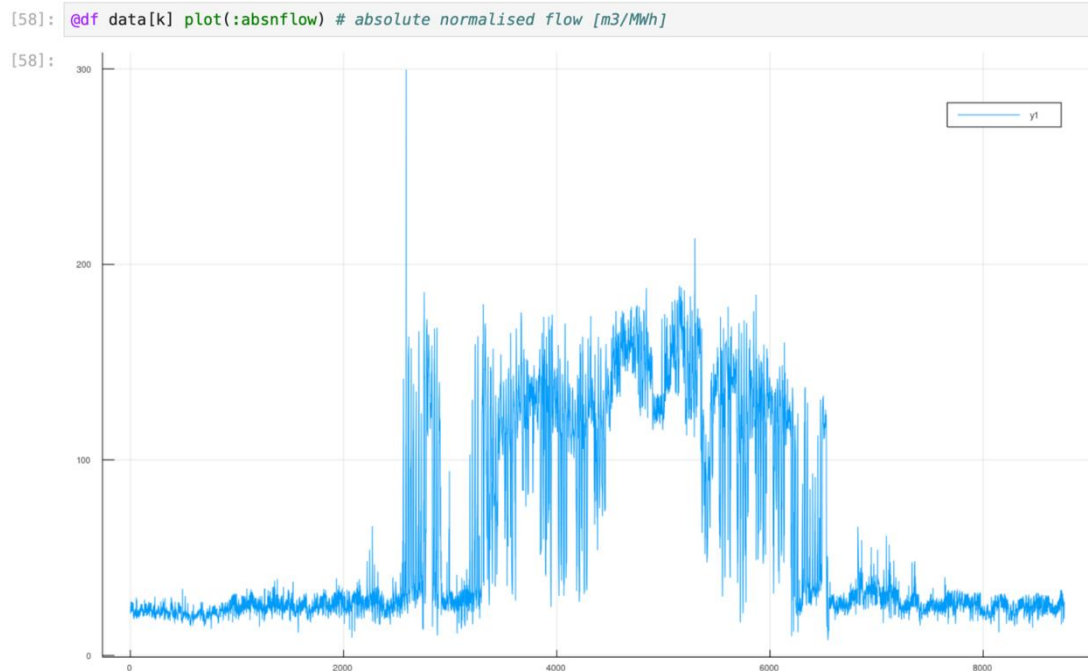 [58]: @df data[k] plot(:absnflow) # absolute normalised flow [m3/MWh]
[58]:
300
y1
200
100
0
0 2000 4000 6000 8000